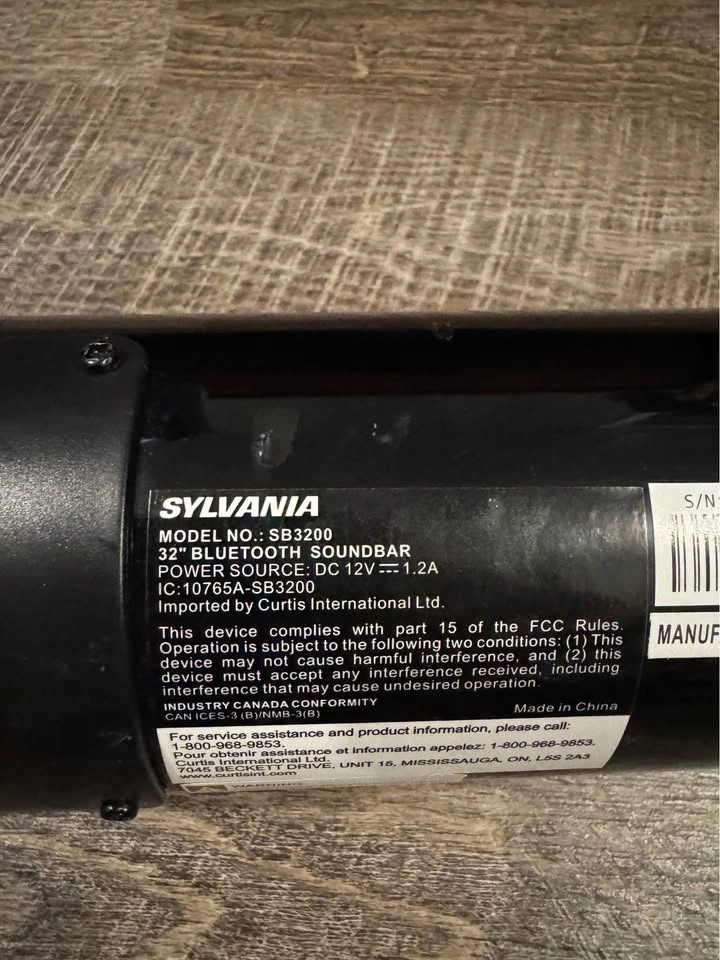 SYLVANIA
MODEL NO.: SB3200
32" BLUETOOTH SOUNDBAR
POWER SOURCE: DC 12V ⎓ 1.2A
IC:10765A-SB3200
Imported by Curtis International Ltd.
This device complies with part 15 of the FCC Rules.
Operation is subject to the following two conditions: (1) This
device may not cause harmful interference, and (2) this
device must accept any interference received, including
interference that may cause undesired operation.
INDUSTRY CANADA CONFORMITY
CAN ICES-3 (B)/NMB-3(B)
Made in China
For service assistance and product information, please call:
1-800-968-9853.
Pour obtenir assistance et information appelez: 1-800-968-9853.
Curtis International Ltd.
7045 BECKETT DRIVE, UNIT 15, MISSISSAUGA, ON, L5S 2A3
www.curtisint.com
WARNING
S/N
MANUF